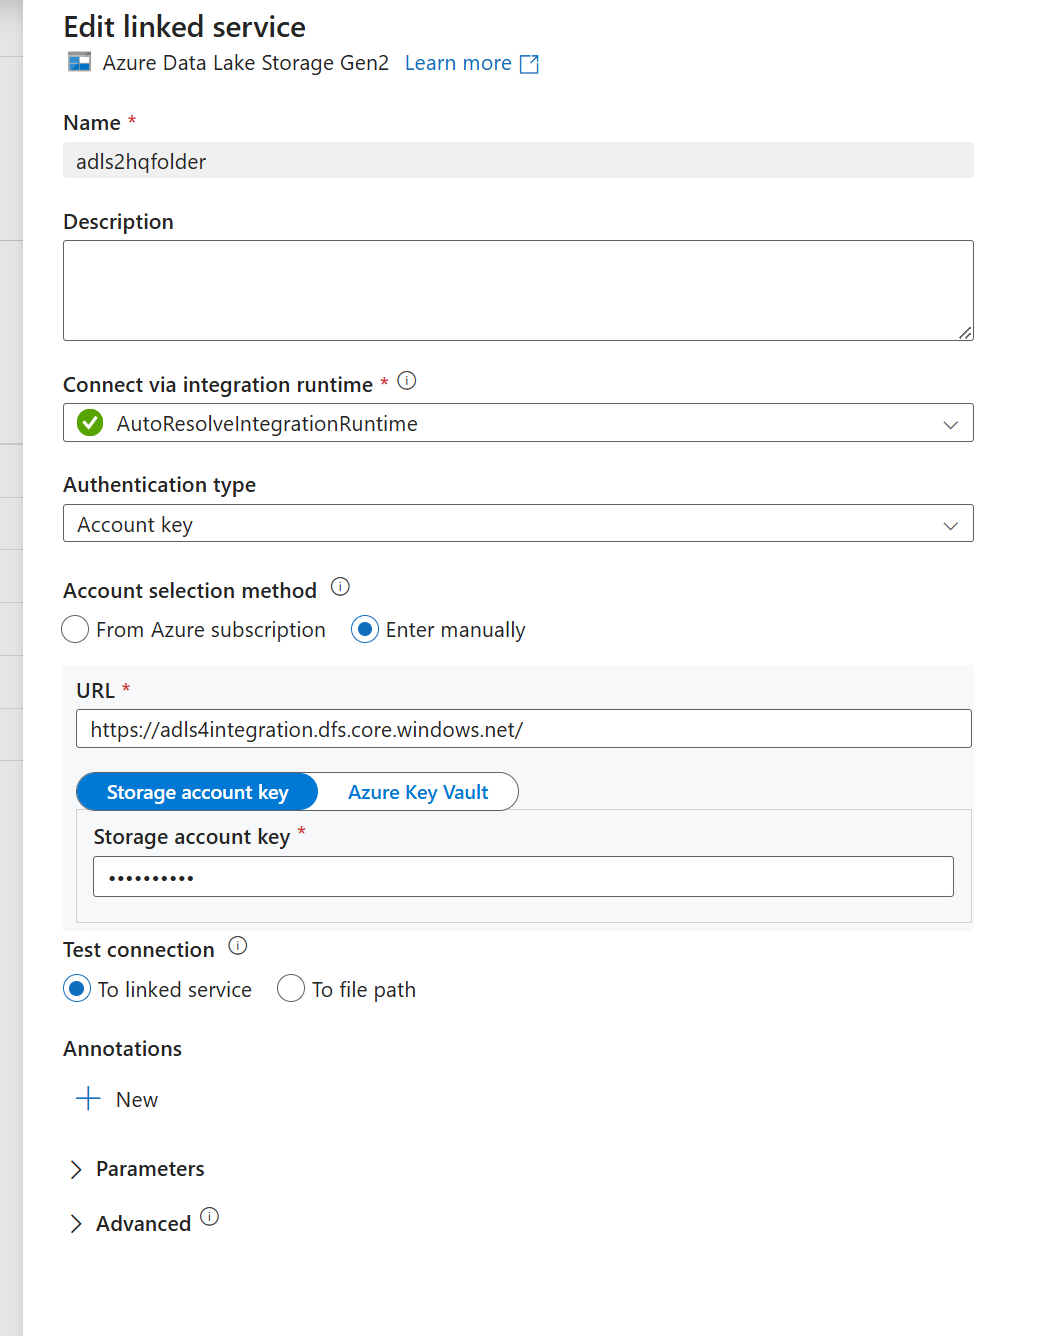 Edit linked service
Azure Data Lake Storage Gen2 Learn more
Name *
adls2hqfolder
Description
Connect via integration runtime *
AutoResolveIntegrationRuntime
Authentication type
Account key
Account selection method
From Azure subscription Enter manually
URL *
https://adls4integration.dfs.core.windows.net/
Storage account key Azure Key Vault
Storage account key *
••••••••••
Test connection
To linked service To file path
Annotations
New
Parameters
Advanced